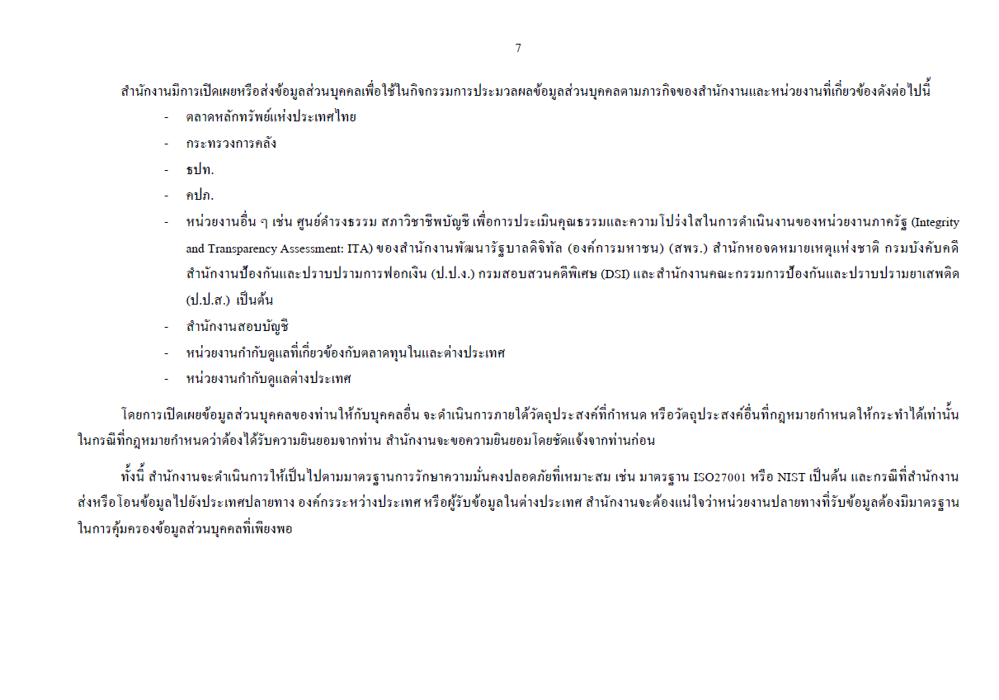 7
สำนักงานมีการเปิดเผยหรือส่งข้อมูลส่วนบุคคลเพื่อใช้ในกิจกรรมการประมวลผลข้อมูลส่วนบุคคลตามภารกิจของสำนักงานและหน่วยงานที่เกี่ยวข้องดังต่อไปนี้
- ตลาดหลักทรัพย์แห่งประเทศไทย
- กระทรวงการคลัง
- ธปท.
- คปภ.
- หน่วยงานอื่น ๆ เช่น ศูนย์ดำรงธรรม สภาวิชาชีพบัญชี เพื่อการประเมินคุณธรรมและความโปร่งใสในการดำเนินงานของหน่วยงานภาครัฐ (Integrity
and Transparency Assessment: ITA) ของสำนักงานพัฒนารัฐบาลดิจิทัล (องค์การมหาชน) (สพร.) สำนักหอจดหมายเหตุแห่งชาติ กรมบังคับคดี
สำนักงานป้องกันและปราบปรามการฟอกเงิน (ป.ป.ง.) กรมสอบสวนคดีพิเศษ (DSI) และสำนักงานคณะกรรมการป้องกันและปราบปรามยาเสพติด
(ป.ป.ส.) เป็นต้น
- สำนักงานสอบบัญชี
- หน่วยงานกำกับดูแลที่เกี่ยวข้องกับตลาดทุนในและต่างประเทศ
- หน่วยงานกำกับดูแลต่างประเทศ
โดยการเปิดเผยข้อมูลส่วนบุคคลของท่านให้กับบุคคลอื่น จะดำเนินการภายใต้วัตถุประสงค์ที่กำหนด หรือวัตถุประสงค์อื่นที่กฎหมายกำหนดให้กระทำได้เท่านั้น
ในกรณีที่กฎหมายกำหนดว่าต้องได้รับความยินยอมจากท่าน สำนักงานจะขอความยินยอมโดยชัดแจ้งจากท่านก่อน
ทั้งนี้ สำนักงานจะดำเนินการให้เป็นไปตามมาตรฐานการรักษาความมั่นคงปลอดภัยที่เหมาะสม เช่น มาตรฐาน ISO27001 หรือ NIST เป็นต้น และกรณีที่สำนักงาน
ส่งหรือโอนข้อมูลไปยังประเทศปลายทาง องค์กรระหว่างประเทศ หรือผู้รับข้อมูลในต่างประเทศ สำนักงานจะต้องแน่ใจว่าหน่วยงานปลายทางที่รับข้อมูลต้องมีมาตรฐาน
ในการคุ้มครองข้อมูลส่วนบุคคลที่เพียงพอ